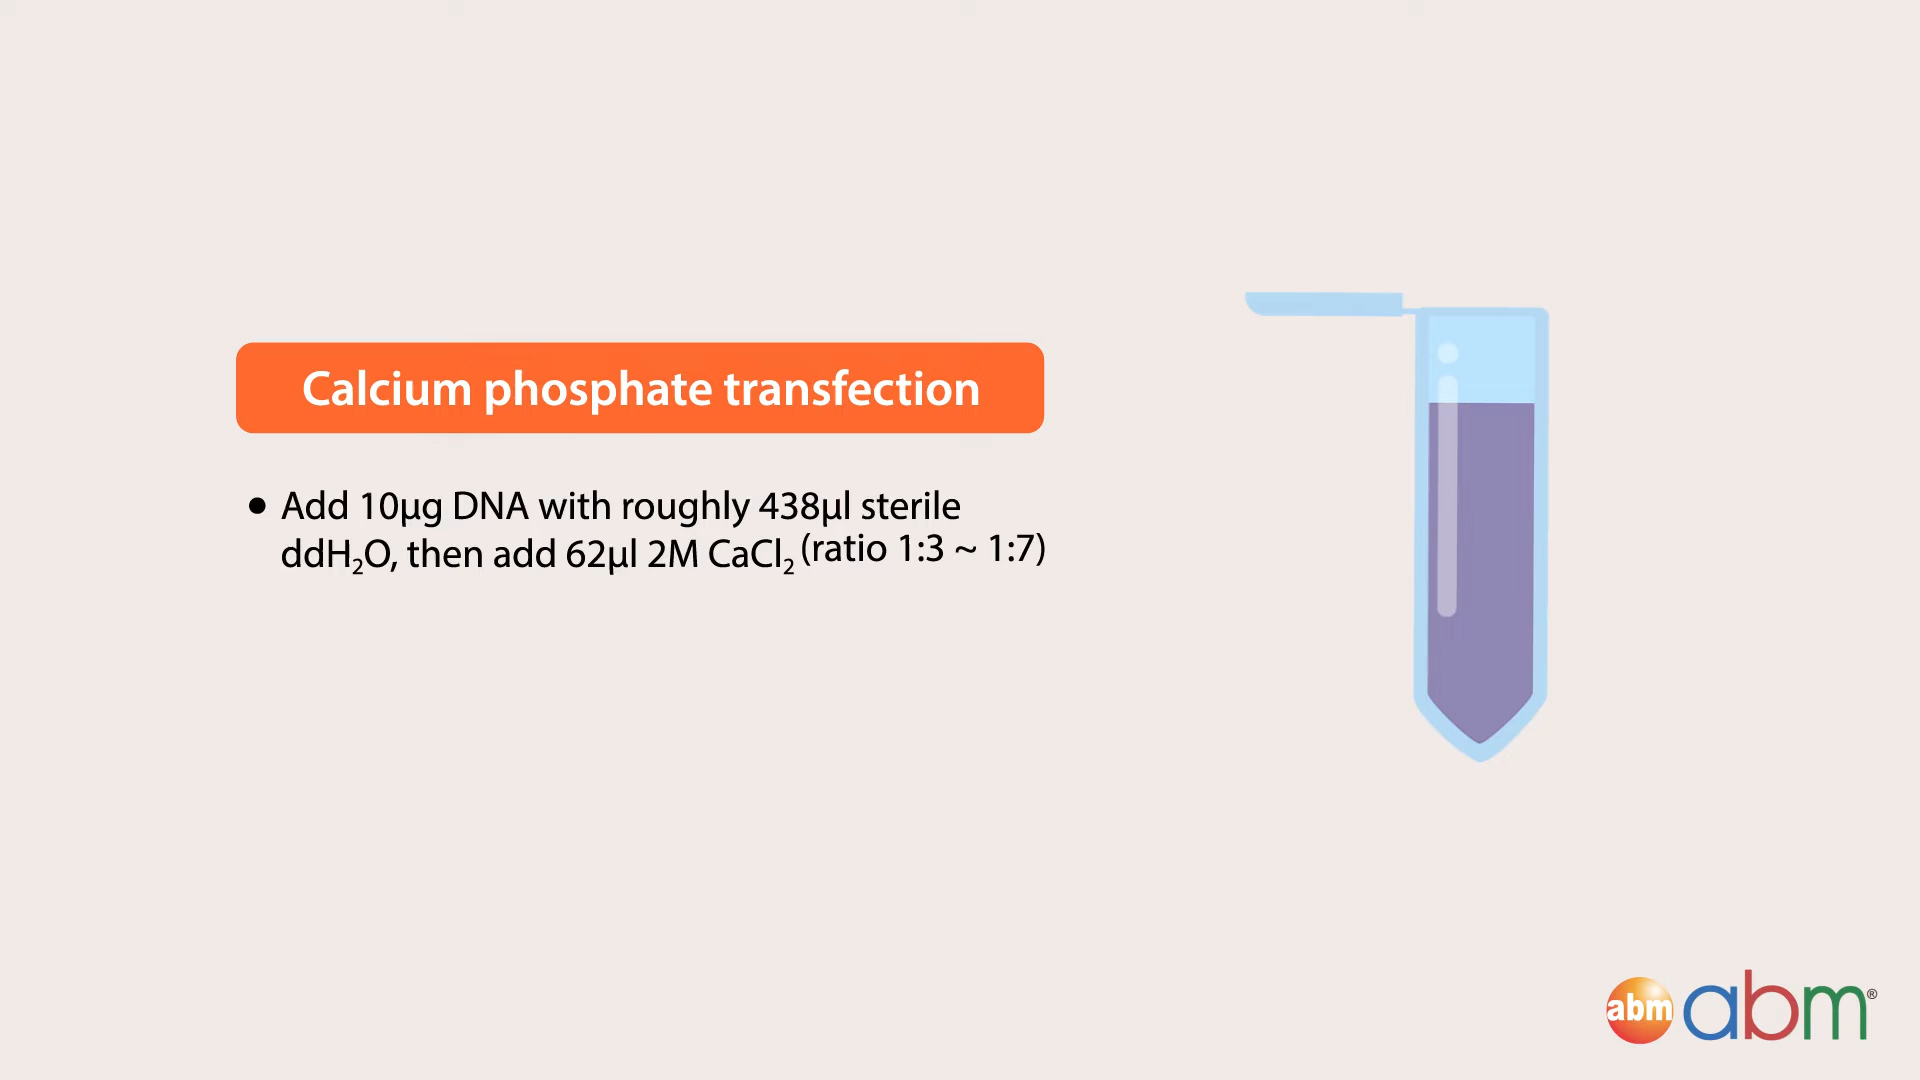 Calcium phosphate transfection
● Add 10µg DNA with roughly 438µl sterile
ddH₂O, then add 62µl 2M CaCl₂ (ratio 1:3 ~ 1:7)
abm abm®